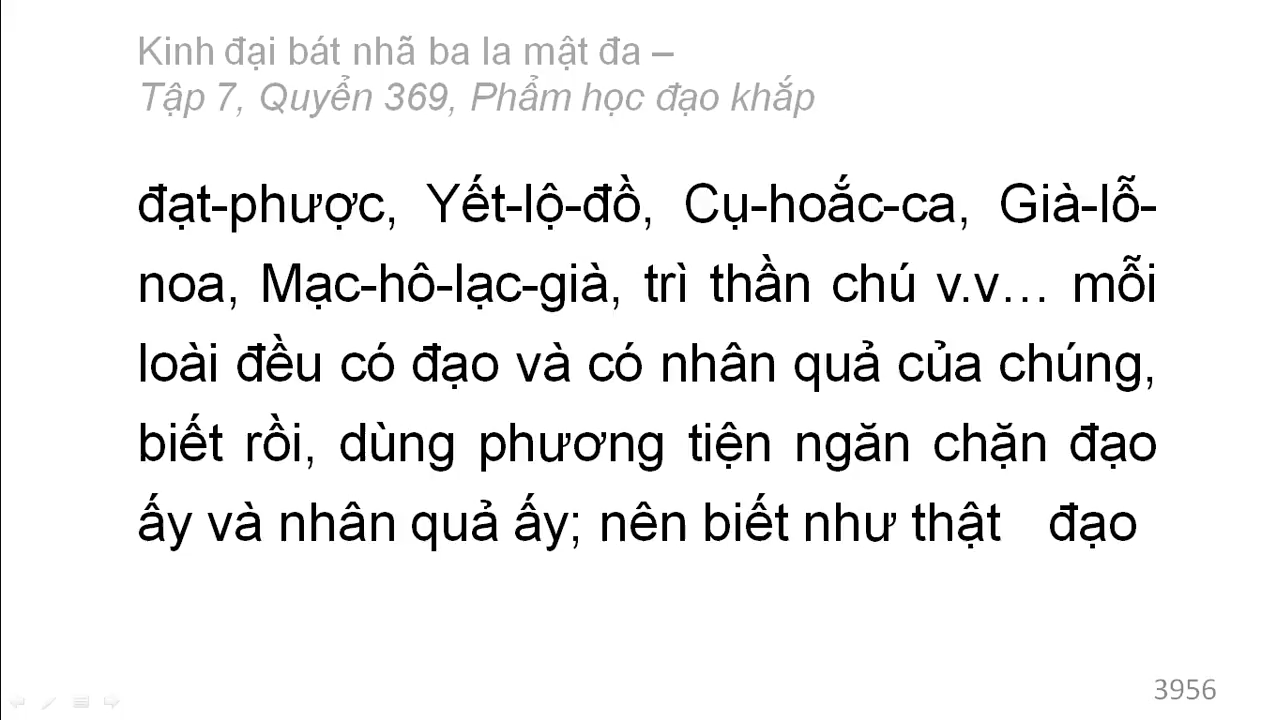 Kinh đại bát nhã ba la mật đa –
Tập 7, Quyển 369, Phẩm học đạo khắp
đạt-phược, Yết-lộ-đồ, Cụ-hoắc-ca, Già-lỗ-
noa, Mạc-hô-lạc-già, trì thần chú v.v… mỗi
loài đều có đạo và có nhân quả của chúng,
biết rồi, dùng phương tiện ngăn chặn đạo
ấy và nhân quả ấy; nên biết như thật đạo
3956